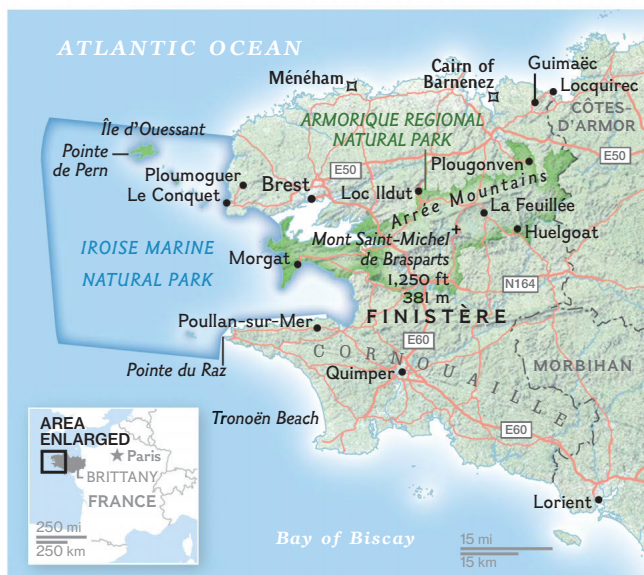 ATLANTIC OCEAN
Ménéham
Cairn of
Barnenez
Guimaëc
Locquirec
CÔTES-
D'ARMOR
Île d'Ouessant
Pointe
de Pern
ARMORIQUE REGIONAL
NATURAL PARK
E50
Plougonven
E50
Ploumoguer
Le Conquet
Brest
Loc Ildut
Arrée Mountains
La Feuillée
Huelgoat
IROISE MARINE
NATURAL PARK
Mont Saint-Michel
de Brasparts
1,250 ft
381 m
Morgat
N164
Poullan-sur-Mer
FINISTÈRE
E60
CORNOUAILLE
MORBIHAN
Pointe du Raz
Quimper
Tronoën Beach
E60
AREA
ENLARGED
Paris
BRITTANY
FRANCE
250 mi
250 km
Lorient
Bay of Biscay
15 mi
15 km